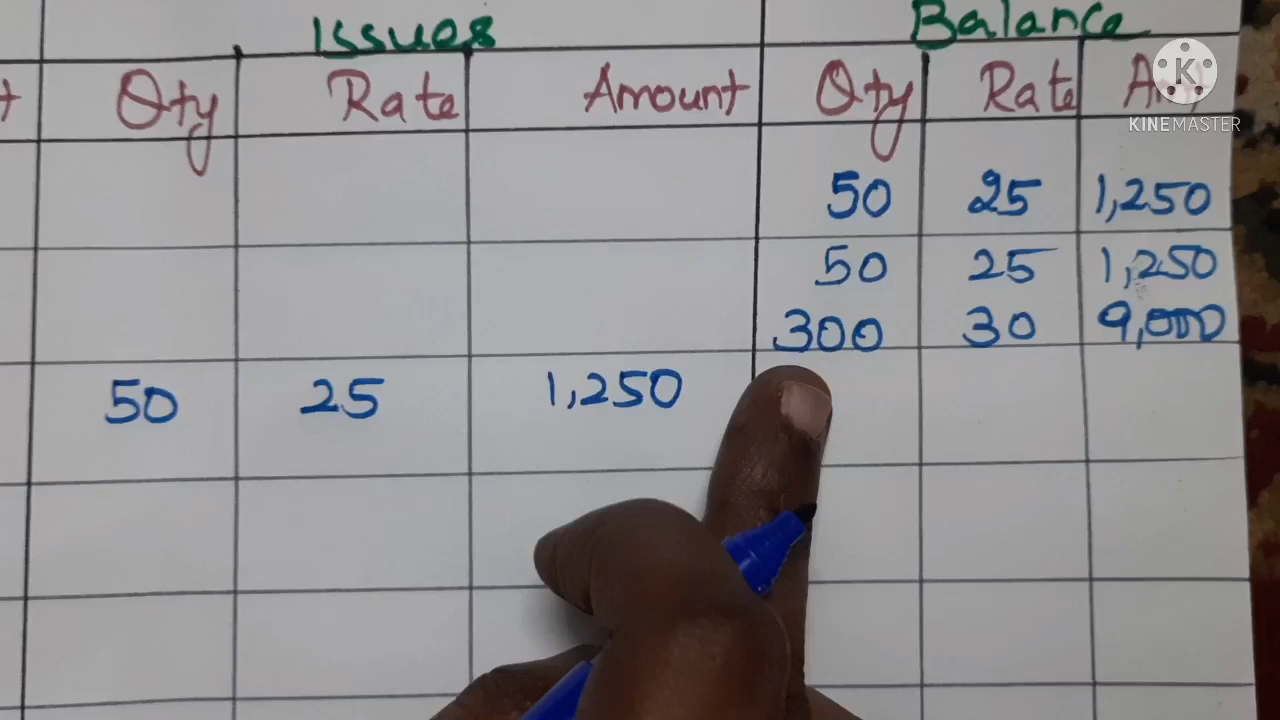 Issues Balance
Qty Rate Amount Qty Rate
50 25 1,250
50 25 1,250
300 30 9,000
50 25 1,250
K
KINEMASTER